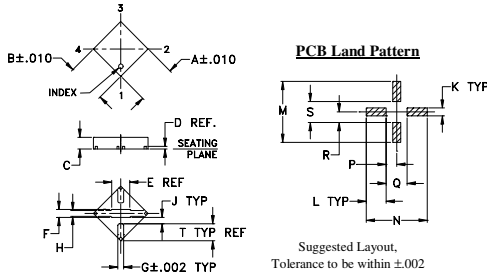 3
4
2
B±.010
A±.010
INDEX
1
D REF.
SEATING
PLANE
C
E REF
J TYP
T TYP REF
F
H
G±.002 TYP
PCB Land Pattern
K TYP
M
S
R
P
Q
L TYP
N
Suggested Layout,
Tolerance to be within ±.002